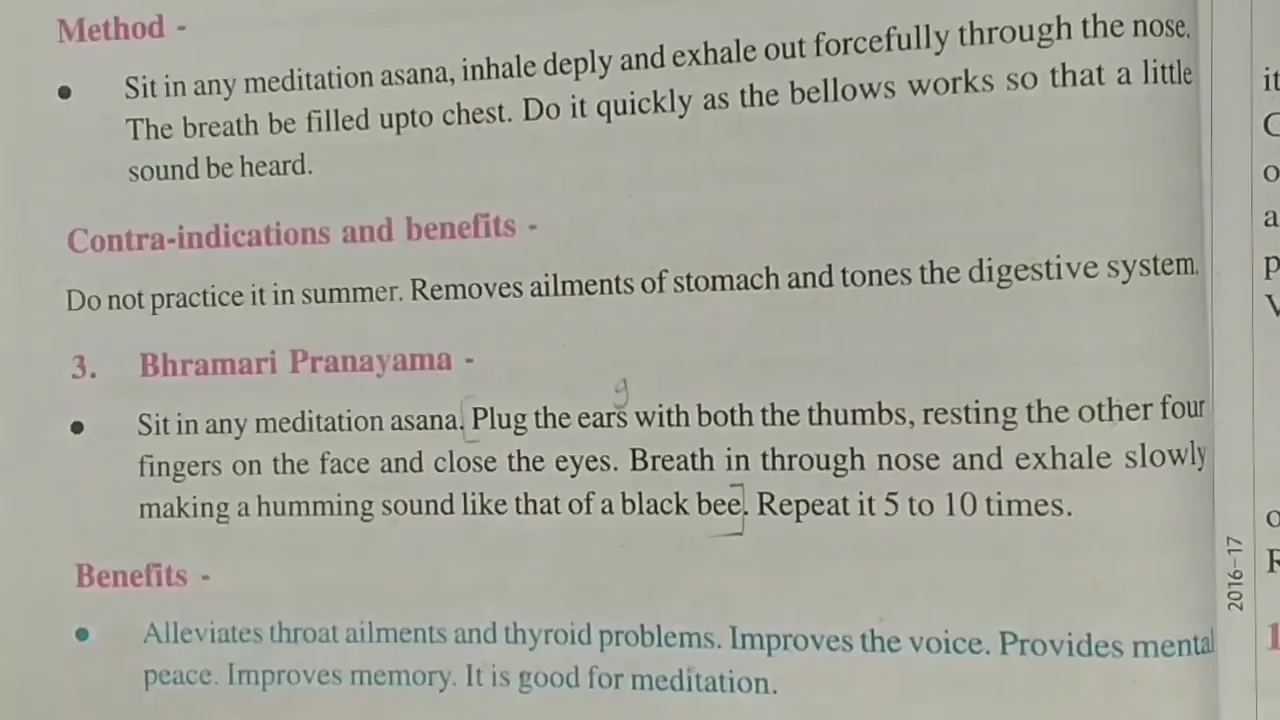 Method -
● Sit in any meditation asana, inhale deply and exhale out forcefully through the nose.
The breath be filled upto chest. Do it quickly as the bellows works so that a little
sound be heard.
Contra-indications and benefits -
Do not practice it in summer. Removes ailments of stomach and tones the digestive system.
3. Bhramari Pranayama -
g
● Sit in any meditation asana. [Plug the ears with both the thumbs, resting the other four
fingers on the face and close the eyes. Breath in through nose and exhale slowly
making a humming sound like that of a black bee]. Repeat it 5 to 10 times.
Benefits -
● Alleviates throat ailments and thyroid problems. Improves the voice. Provides mental
peace. Improves memory. It is good for meditation.
2016–17